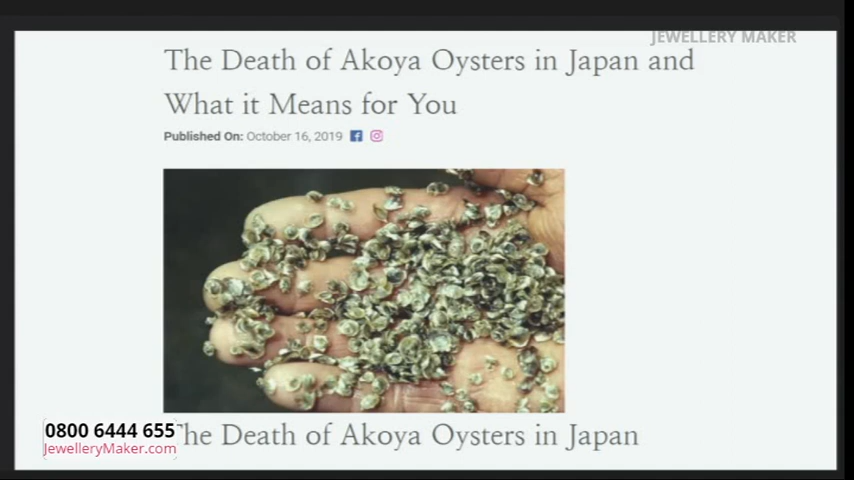 JEWELLERY MAKER
The Death of Akoya Oysters in Japan and
What it Means for You
Published On: October 16, 2019
0800 6444 655
JewelleryMaker.com
The Death of Akoya Oysters in Japan